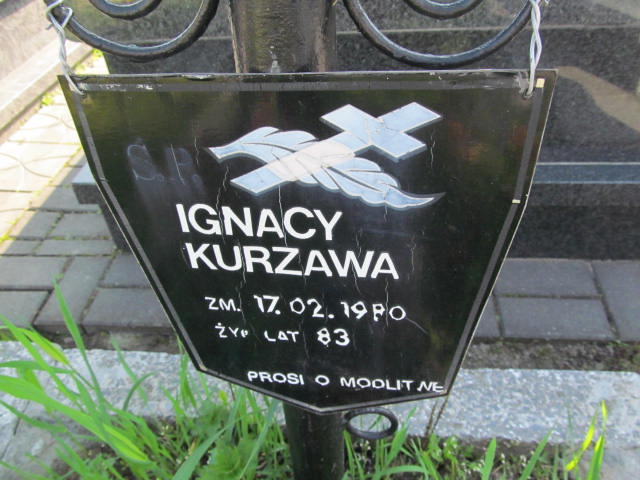 Ś.P.
IGNACY
KURZAWA
ZM. 17.02.1980
ŻYŁ LAT 83
PROSI O MODLITWĘ